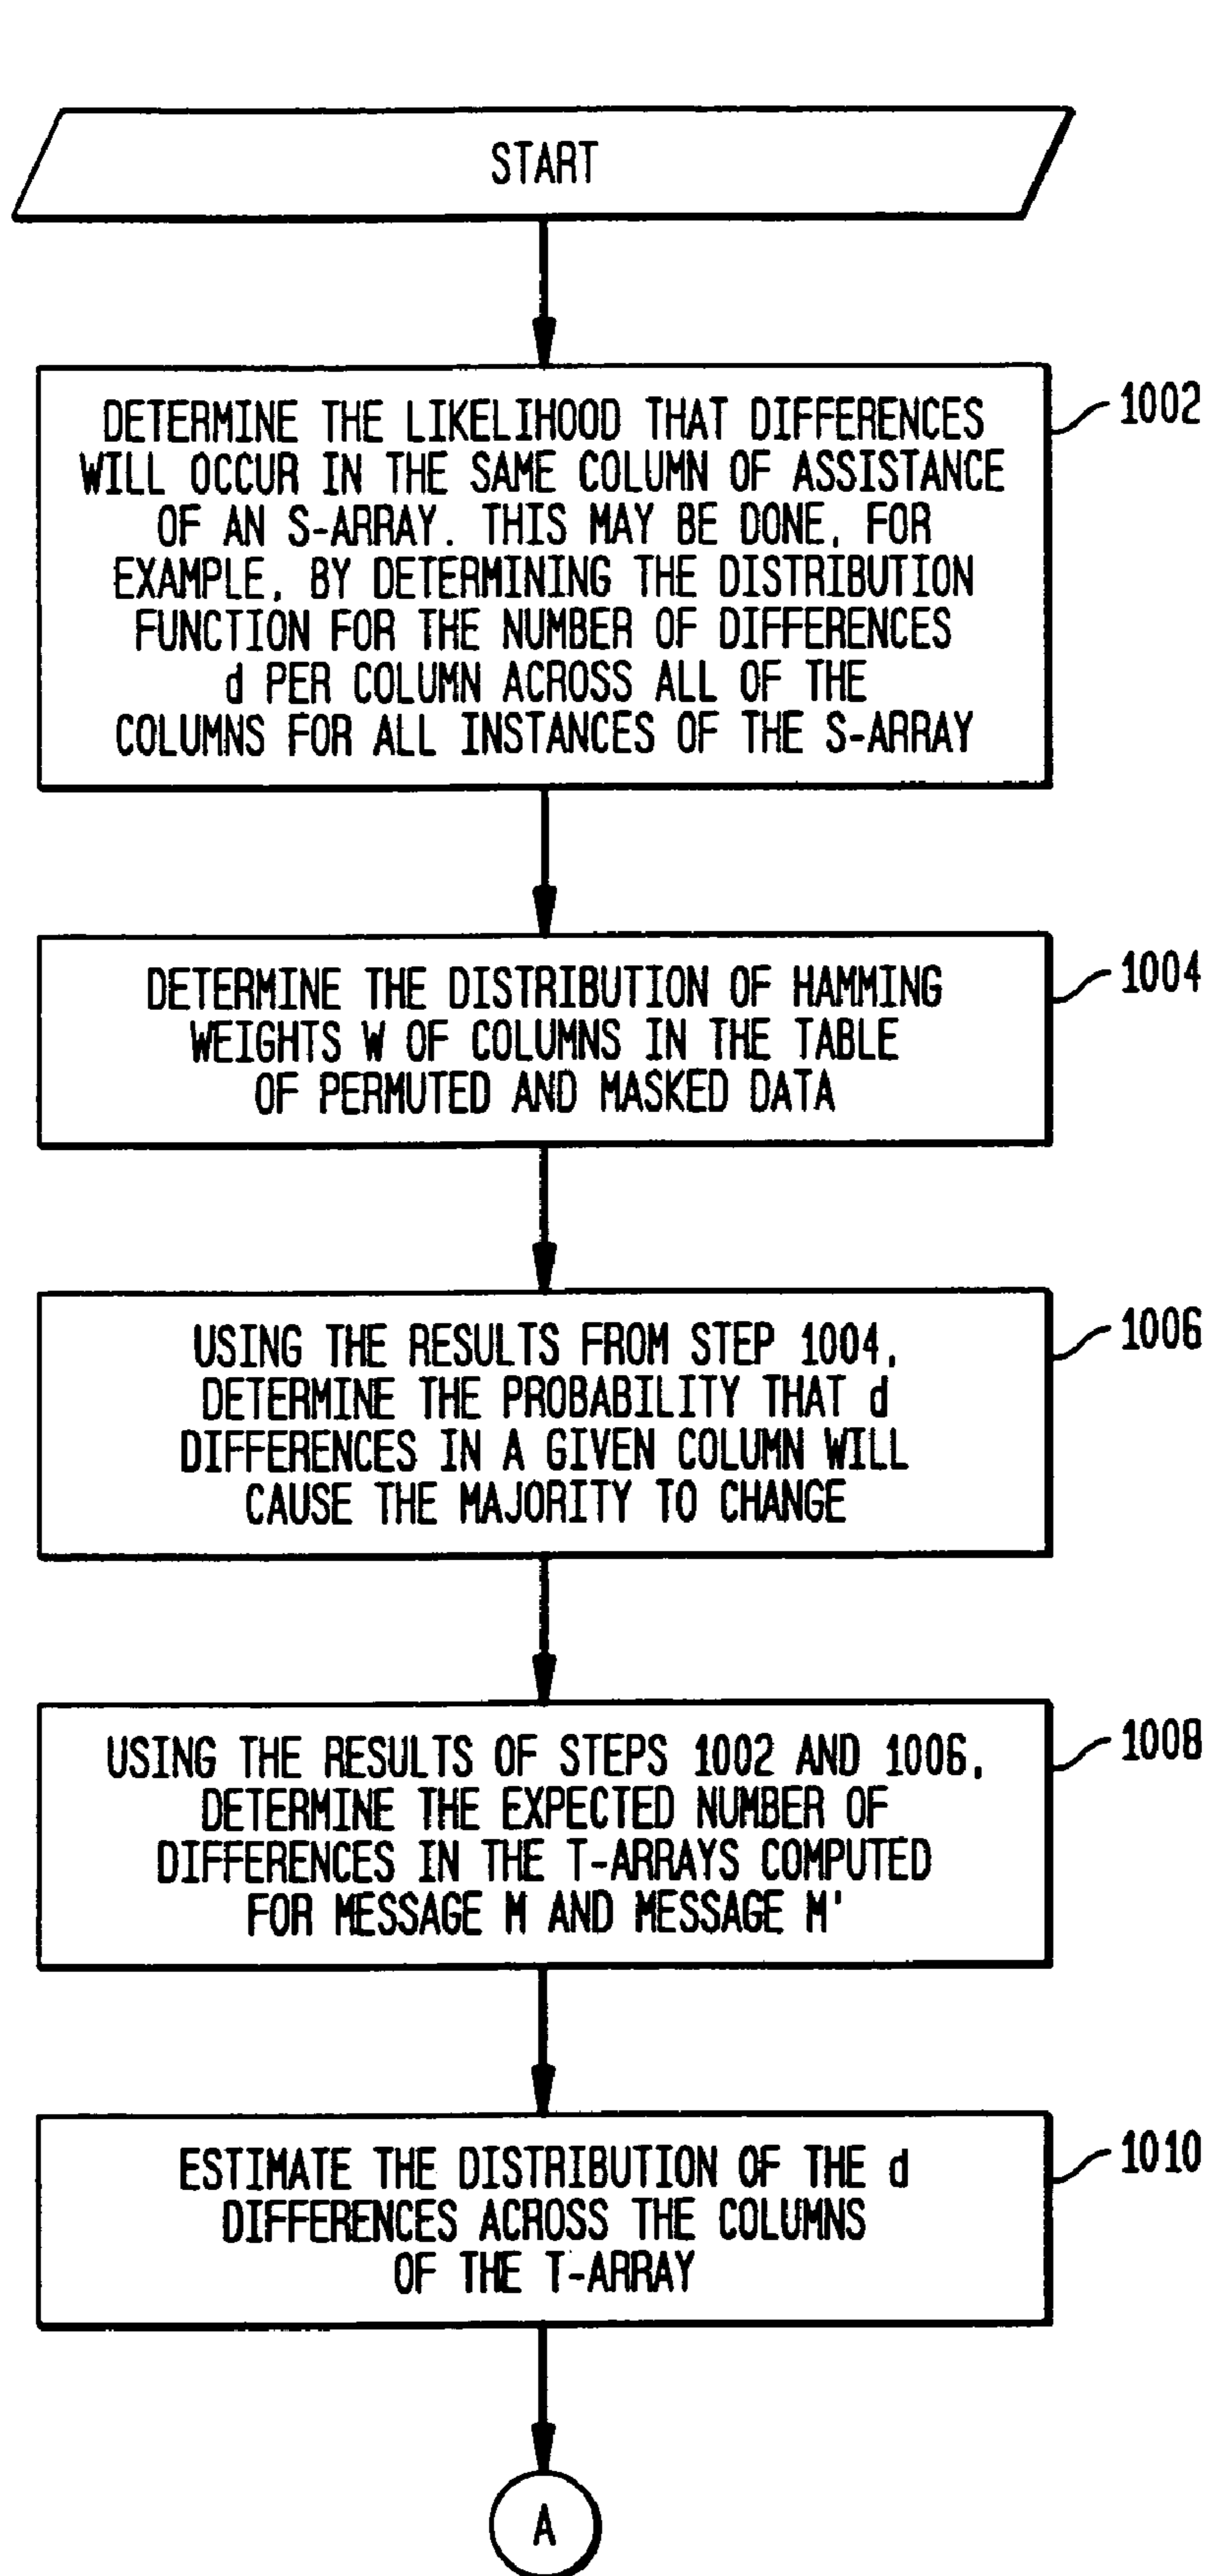 START
DETERMINE THE LIKELIHOOD THAT DIFFERENCES
WILL OCCUR IN THE SAME COLUMN OF ASSISTANCE
OF AN S-ARRAY. THIS MAY BE DONE, FOR
EXAMPLE, BY DETERMINING THE DISTRIBUTION
FUNCTION FOR THE NUMBER OF DIFFERENCES
d PER COLUMN ACROSS ALL OF THE
COLUMNS FOR ALL INSTANCES OF THE S-ARRAY
1002
DETERMINE THE DISTRIBUTION OF HAMMING
WEIGHTS W OF COLUMNS IN THE TABLE
OF PERMUTED AND MASKED DATA
1004
USING THE RESULTS FROM STEP 1004,
DETERMINE THE PROBABILITY THAT d
DIFFERENCES IN A GIVEN COLUMN WILL
CAUSE THE MAJORITY TO CHANGE
1006
USING THE RESULTS OF STEPS 1002 AND 1006,
DETERMINE THE EXPECTED NUMBER OF
DIFFERENCES IN THE T-ARRAYS COMPUTED
FOR MESSAGE M AND MESSAGE M'
1008
ESTIMATE THE DISTRIBUTION OF THE d
DIFFERENCES ACROSS THE COLUMNS
OF THE T-ARRAY
1010
A